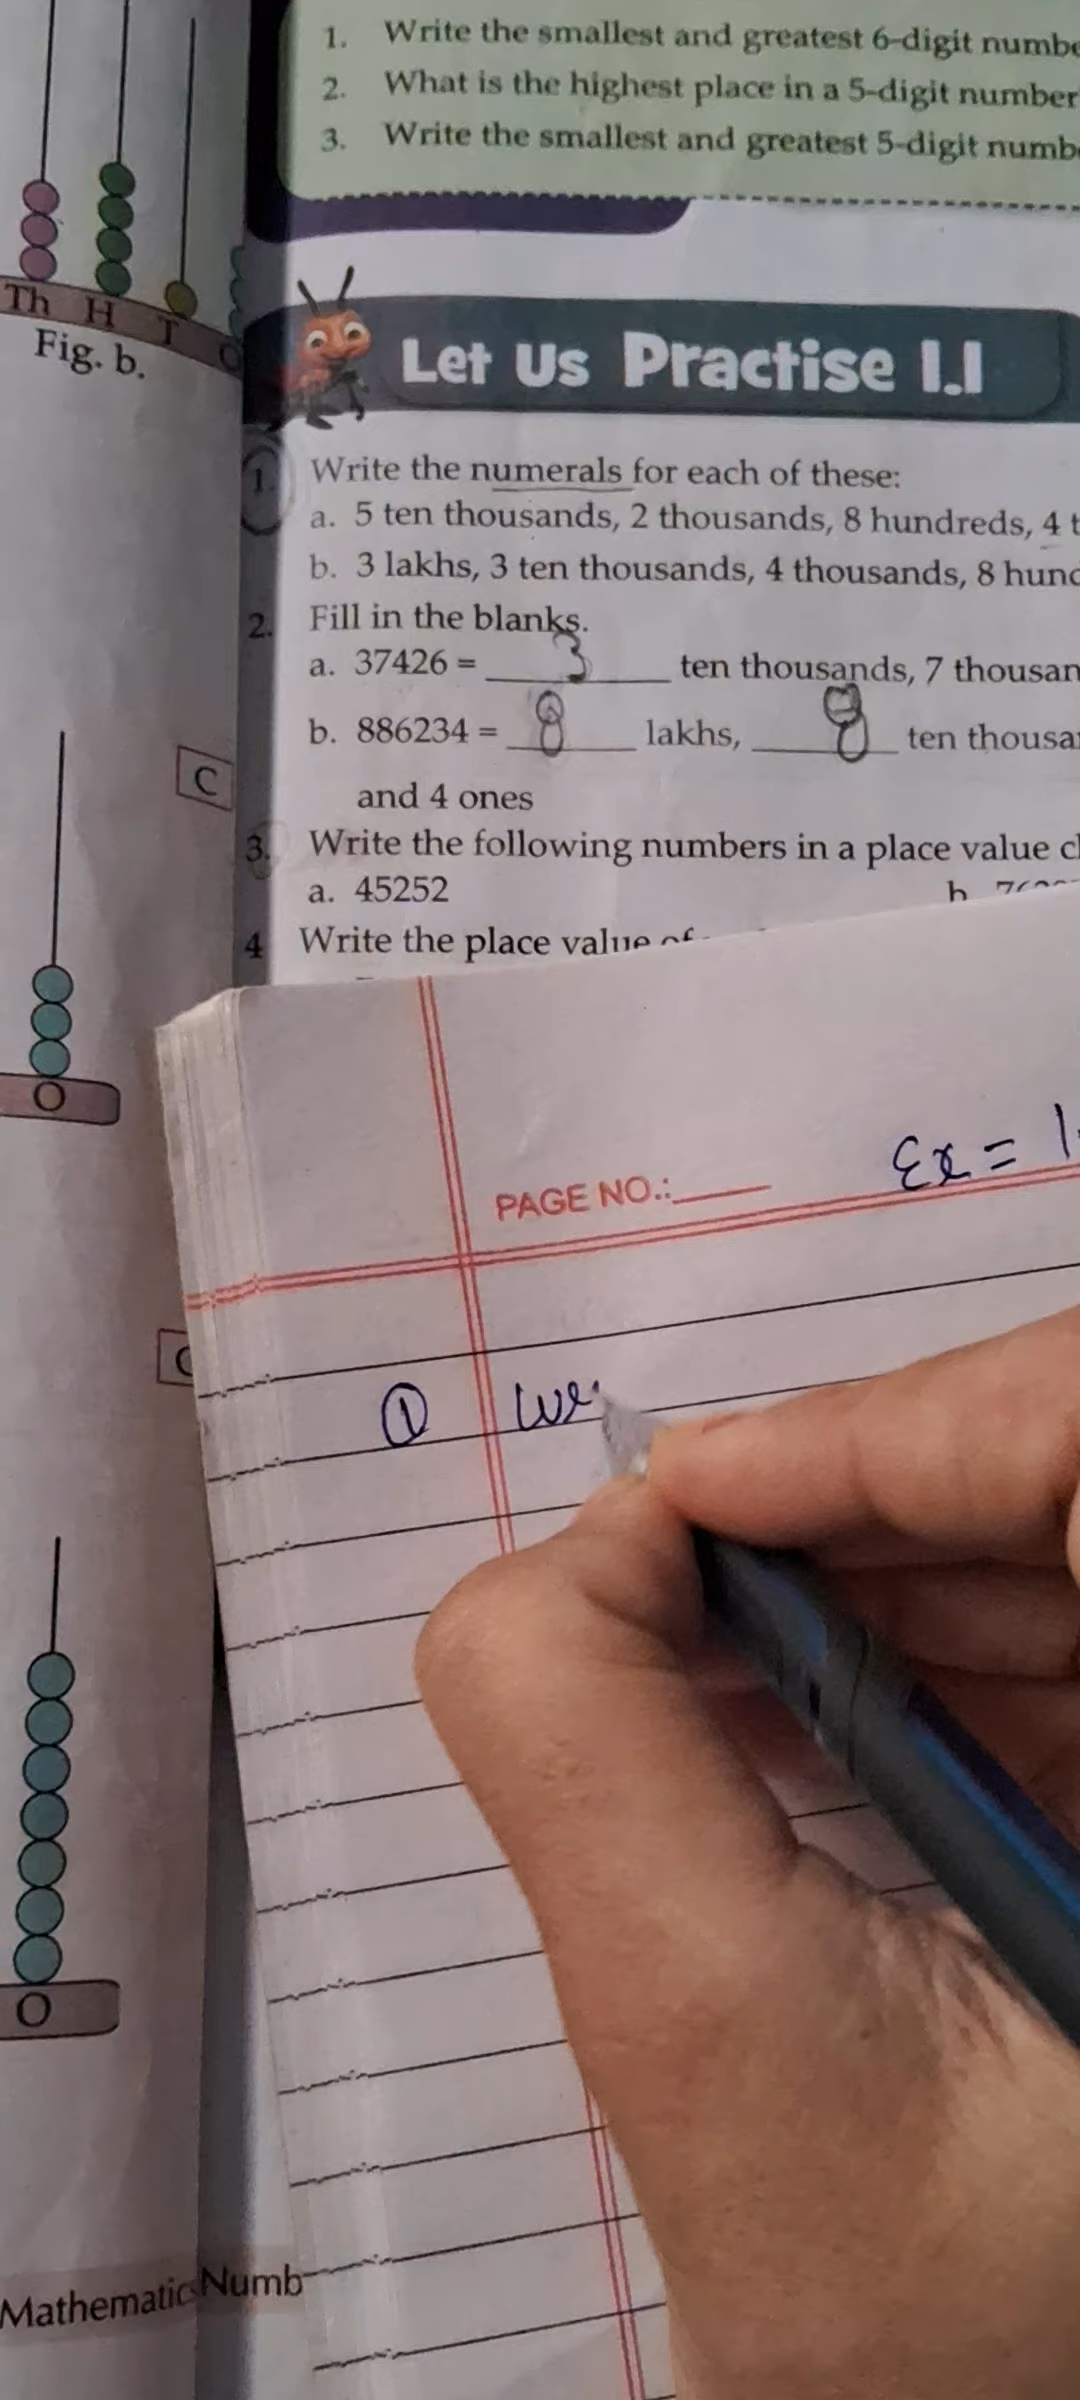 1. Write the smallest and greatest 6-digit numbe
2. What is the highest place in a 5-digit number
3. Write the smallest and greatest 5-digit numb
Th H T O
Fig. b.
Let Us Practise 1.1
1. Write the numerals for each of these:
a. 5 ten thousands, 2 thousands, 8 hundreds, 4 t
b. 3 lakhs, 3 ten thousands, 4 thousands, 8 hund
2. Fill in the blanks.
a. 37426 = 3 ten thousands, 7 thousan
b. 886234 = 8 lakhs, 8 ten thousa
and 4 ones
C
3. Write the following numbers in a place value ch
a. 45252 b.
4 Write the place value of
O
Ex = 1.
PAGE NO.:
C
1
O
Mathematics Numb